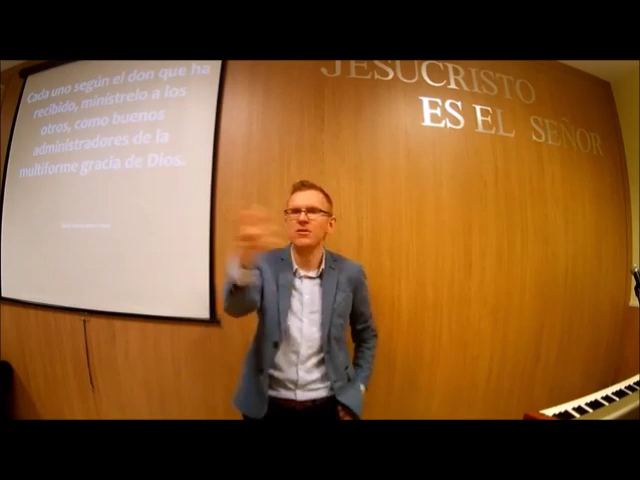 Cada uno según el don que ha
recibido, minístrelo a los
otros, como buenos
administradores de la
multiforme gracia de Dios.
JESUCRISTO
ES EL SEÑOR